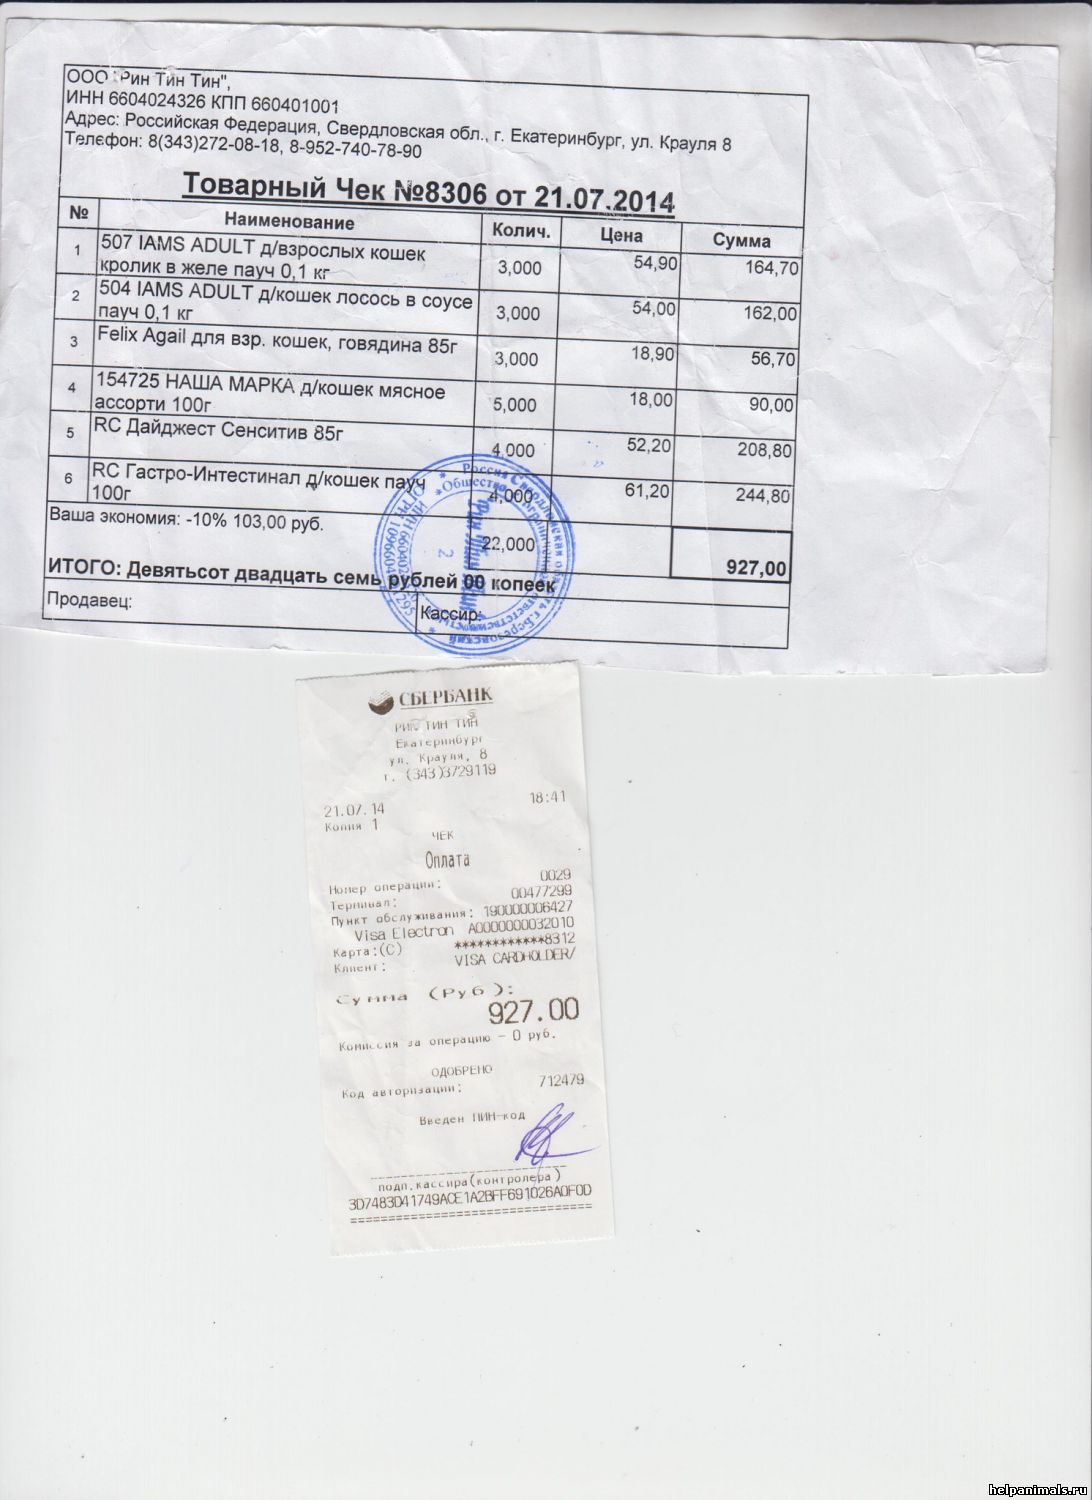 ООО "Рин Тин Тин",
ИНН 6604024326 КПП 660401001
Адрес: Российская Федерация, Свердловская обл., г. Екатеринбург, ул. Крауля 8
Телефон: 8(343)272-08-18, 8-952-740-78-90
Товарный Чек №8306 от 21.07.2014
№ Наименование Колич. Цена Сумма
1 507 IAMS ADULT д/взрослых кошек
кролик в желе пауч 0,1 кг 3,000 54,90 164,70
2 504 IAMS ADULT д/кошек лосось в соусе
пауч 0,1 кг 3,000 54,00 162,00
3 Felix Agail для взр. кошек, говядина 85г 3,000 18,90 56,70
4 154725 НАША МАРКА д/кошек мясное
ассорти 100г 5,000 18,00 90,00
5 RC Дайджест Сенситив 85г 4,000 52,20 208,80
6 RC Гастро-Интестинал д/кошек пауч
100г 4,000 61,20 244,80
Ваша экономия: -10% 103,00 руб. 22,000 927,00
ИТОГО: Девятьсот двадцать семь рублей 00 копеек
Продавец: Кассир:
СБЕРБАНК
РИН ТИН ТИН
Екатеринбург
ул. Крауля, 8
т. (343)3729119
21.07.14 18:41
Копия 1
ЧЕК
Оплата
Номер операции: 0029
Терминал: 00477299
Пункт обслуживания: 190000006427
Visa Electron A0000000032010
Карта:(C) ************8312
Клиент: VISA CARDHOLDER/
Сумма (Руб):
927.00
Комиссия за операцию - 0 руб.
ОДОБРЕНО
Код авторизации: 712479
Введен ПИН-код
подп.кассира(контролера)
3D7483D41749ACE1A2BFF691026A0F0D
helpanimals.ru